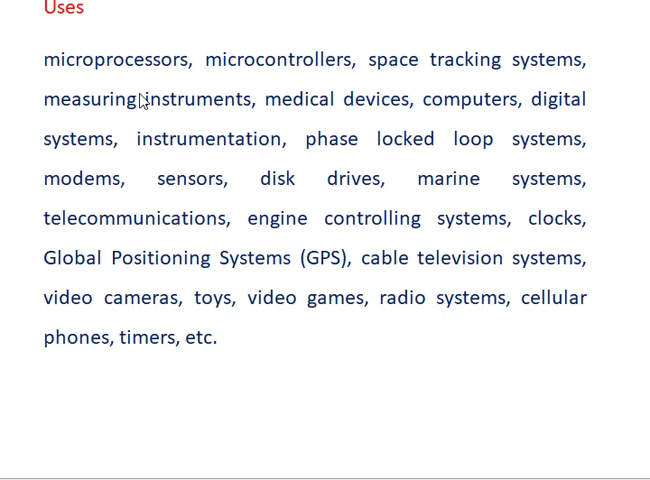 Uses
microprocessors, microcontrollers, space tracking systems,
measuring instruments, medical devices, computers, digital
systems, instrumentation, phase locked loop systems,
modems, sensors, disk drives, marine systems,
telecommunications, engine controlling systems, clocks,
Global Positioning Systems (GPS), cable television systems,
video cameras, toys, video games, radio systems, cellular
phones, timers, etc.